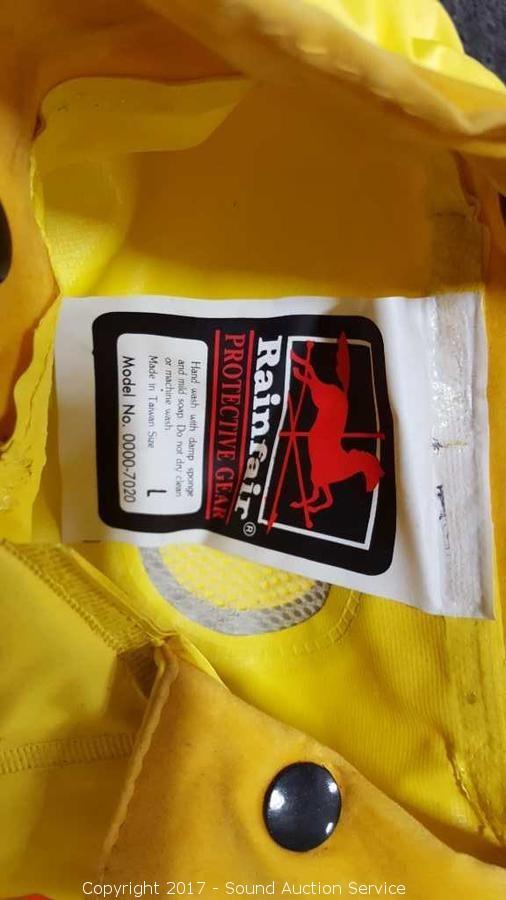 Rainfair®
PROTECTIVE GEAR
Hand wash with damp sponge
and mild soap. Do not dry clean
or machine wash.
Made in Taiwan Size L
Model No. 0000-7020
Copyright 2017 - Sound Auction Service